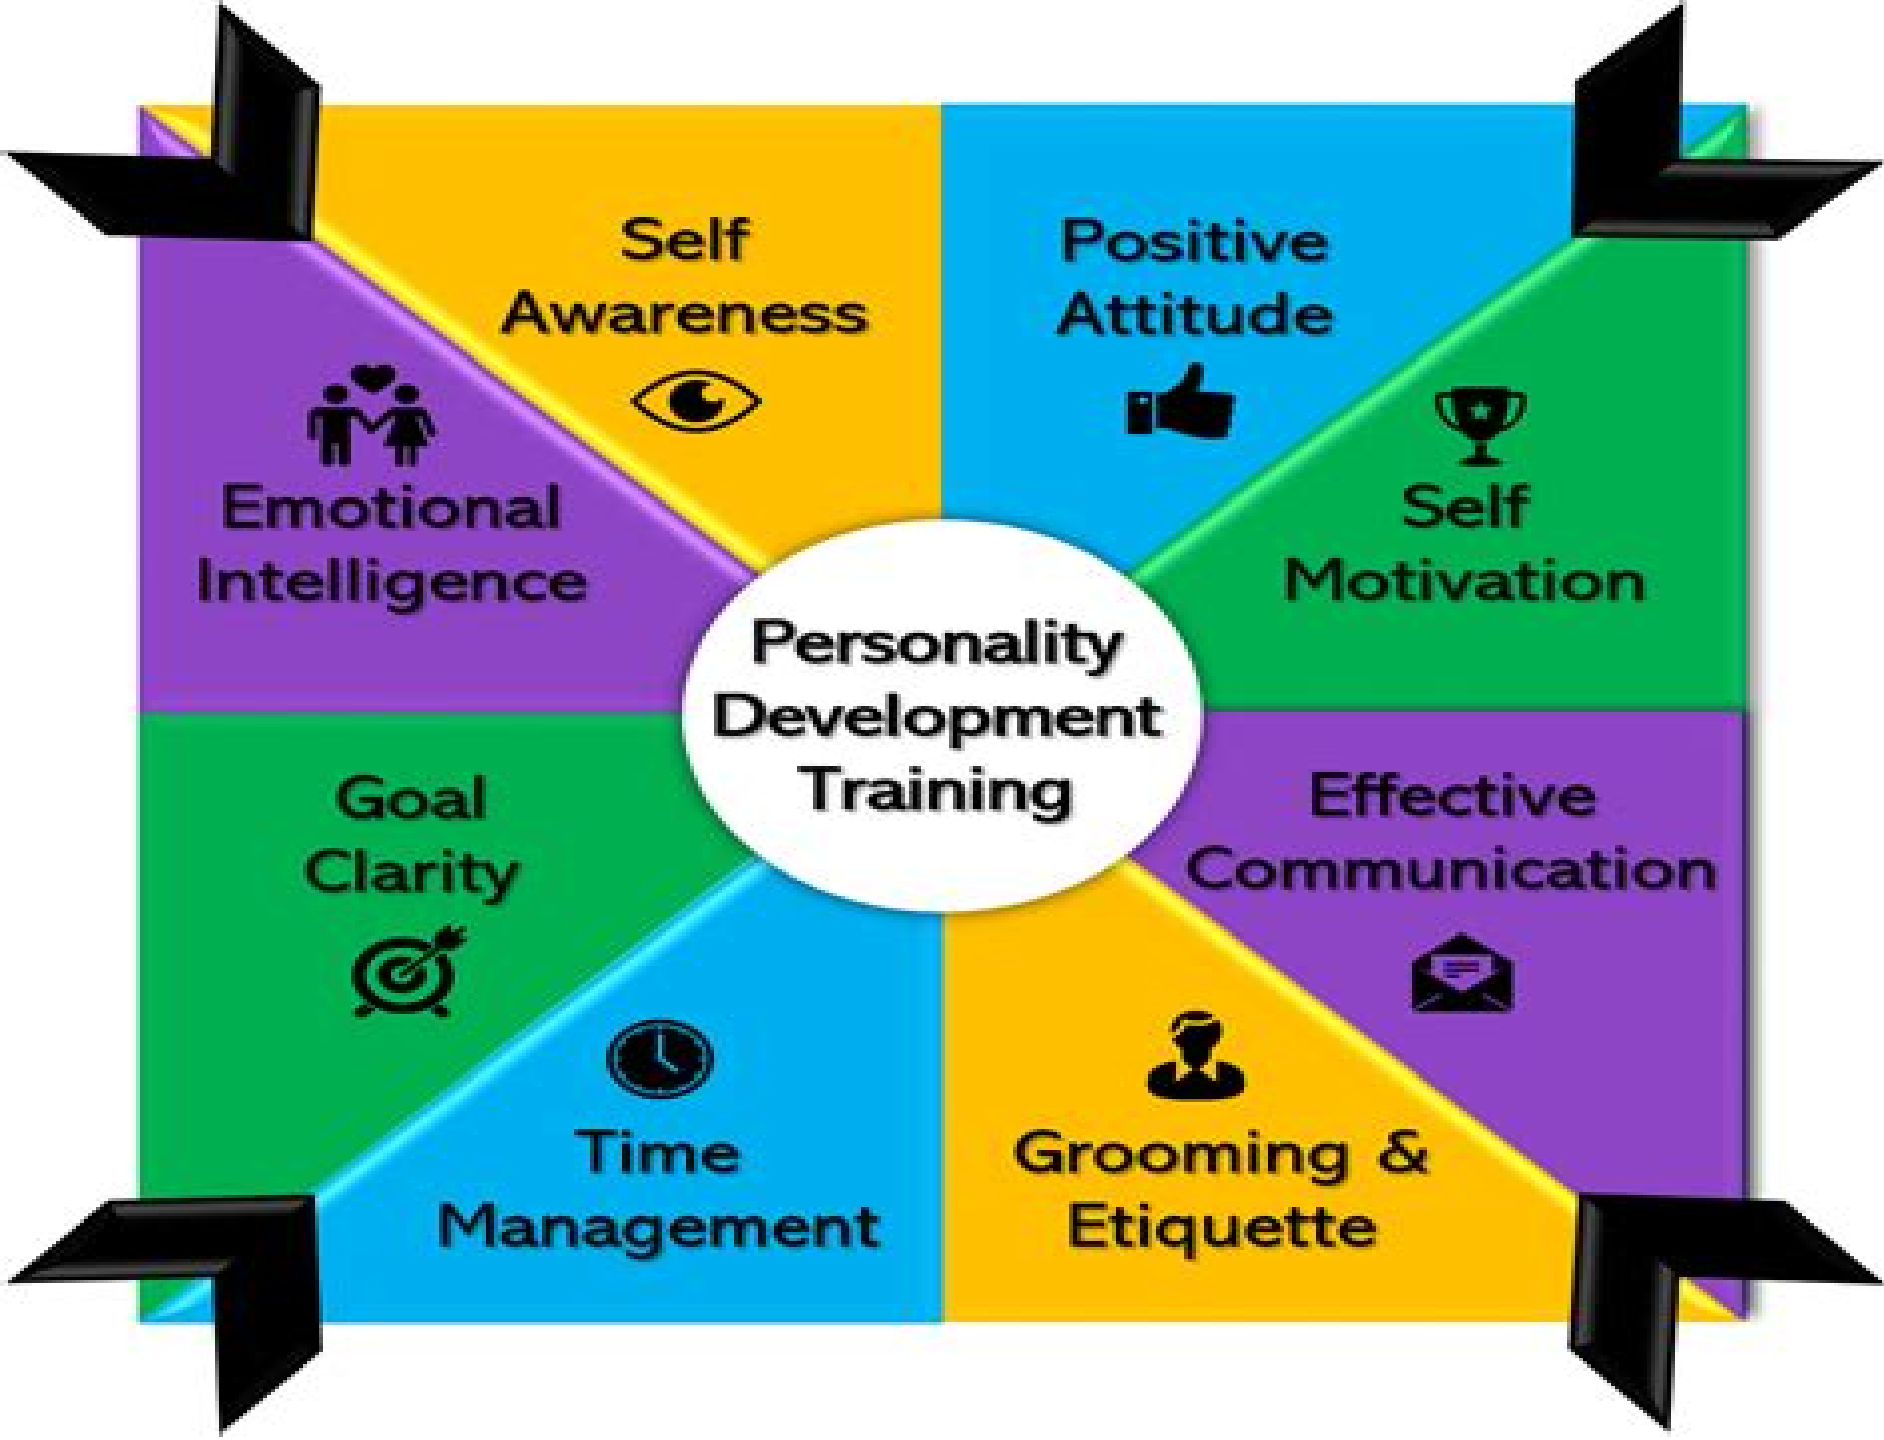 Self
Awareness
Positive
Attitude
Self
Motivation
Effective
Communication
Grooming &
Etiquette
Time
Management
Goal
Clarity
Emotional
Intelligence
Personality
Development
Training